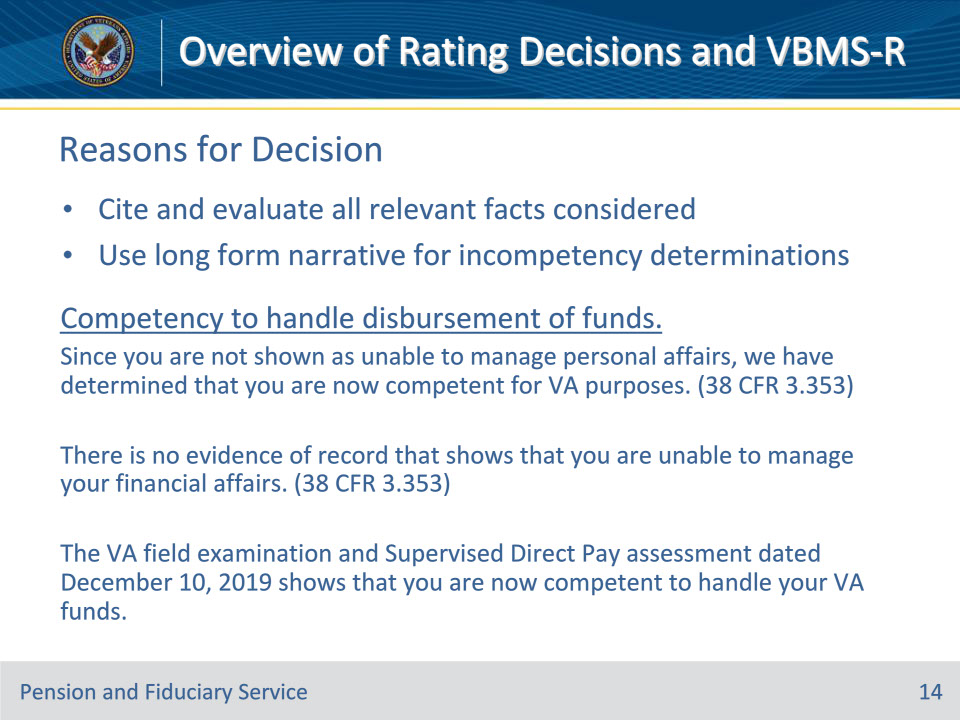 Overview of Rating Decisions and VBMS-R
Reasons for Decision
• Cite and evaluate all relevant facts considered
• Use long form narrative for incompetency determinations
Competency to handle disbursement of funds.
Since you are not shown as unable to manage personal affairs, we have
determined that you are now competent for VA purposes. (38 CFR 3.353)
There is no evidence of record that shows that you are unable to manage
your financial affairs. (38 CFR 3.353)
The VA field examination and Supervised Direct Pay assessment dated
December 10, 2019 shows that you are now competent to handle your VA
funds.
Pension and Fiduciary Service
14